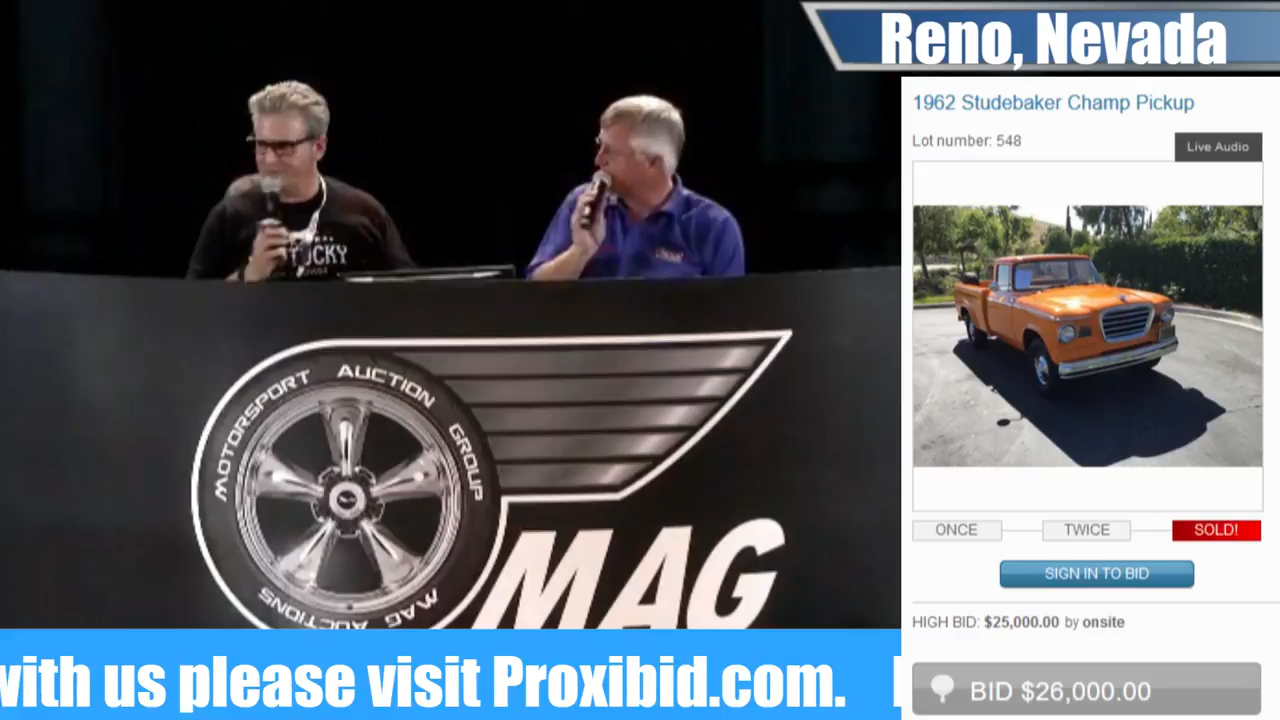 Reno, Nevada
1962 Studebaker Champ Pickup
Lot number: 548
Live Audio
MOTORSPORT AUCTION GROUP
MAG AUCTIONS
MAG
ONCE
TWICE
SOLD!
SIGN IN TO BID
HIGH BID: $25,000.00 by onsite
BID $26,000.00
with us please visit Proxibid.com.